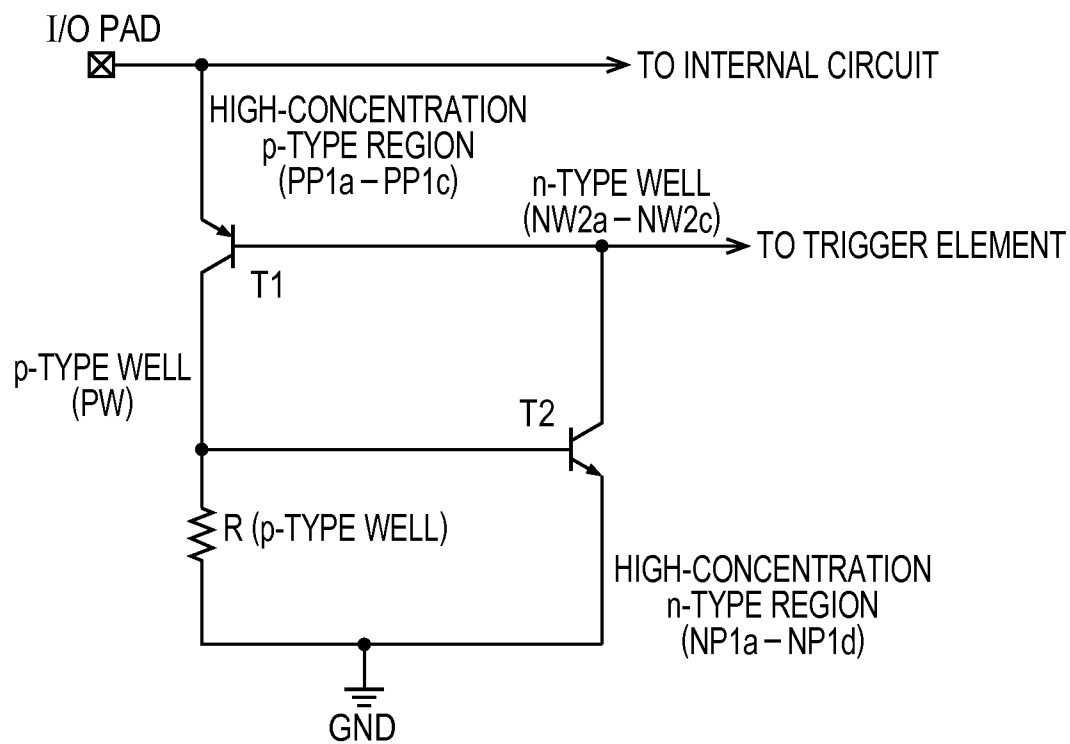 I/O PAD
TO INTERNAL CIRCUIT
HIGH-CONCENTRATION
p-TYPE REGION
(PP1a – PP1c)
n-TYPE WELL
(NW2a – NW2c)
TO TRIGGER ELEMENT
T1
p-TYPE WELL
(PW)
T2
R (p-TYPE WELL)
HIGH-CONCENTRATION
n-TYPE REGION
(NP1a – NP1d)
GND